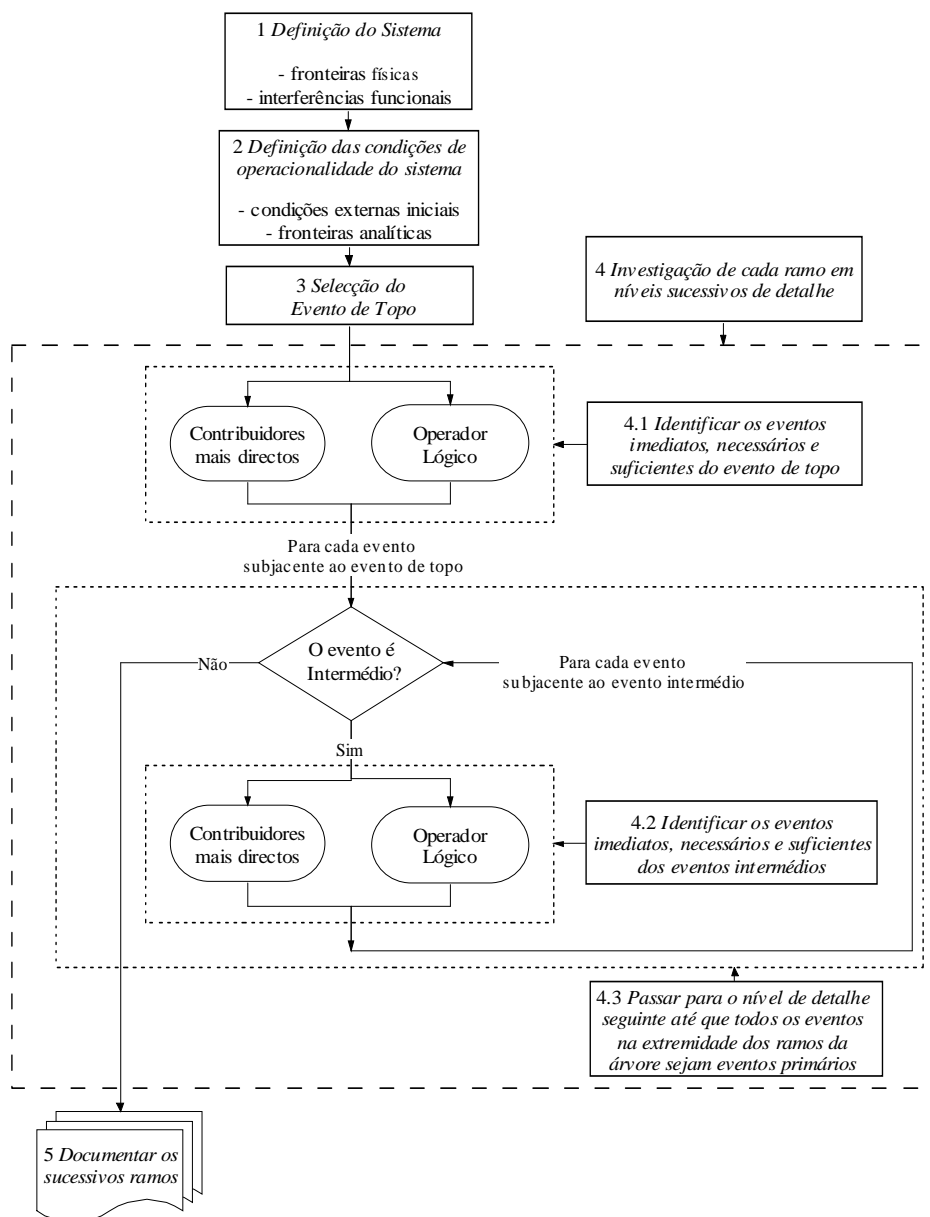 1 Definição do Sistema
- fronteiras físicas
- interferências funcionais
2 Definição das condições de
operacionalidade do sistema
- condições externas iniciais
- fronteiras analíticas
3 Selecção do
Evento de Topo
4 Investigação de cada ramo em
níveis sucessivos de detalhe
Contribuidores
mais directos
Operador
Lógico
4.1 Identificar os eventos
imediatos, necessários e
suficientes do evento de topo
Para cada evento
subjacente ao evento de topo
O evento é
Intermédio?
Não
Para cada evento
subjacente ao evento intermédio
Sim
Contribuidores
mais directos
Operador
Lógico
4.2 Identificar os eventos
imediatos, necessários e suficientes
dos eventos intermédios
4.3 Passar para o nível de detalhe
seguinte até que todos os eventos
na extremidade dos ramos da
árvore sejam eventos primários
5 Documentar os
sucessivos ramos